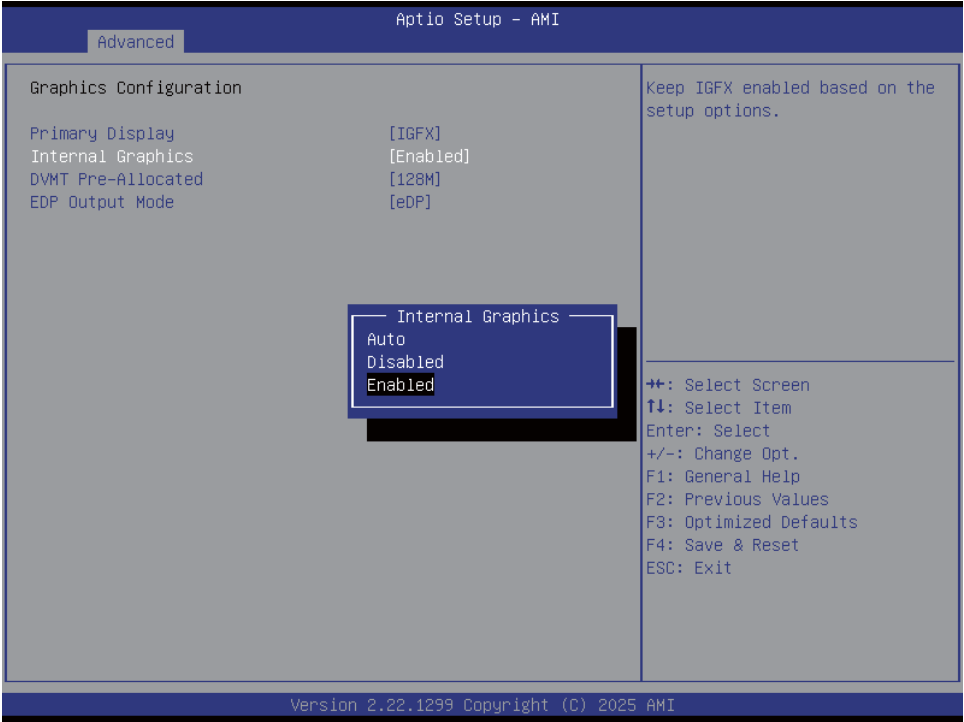 Aptio Setup – AMI
Advanced
Graphics Configuration
Primary Display [IGFX]
Internal Graphics [Enabled]
DVMT Pre-Allocated [128M]
EDP Output Mode [eDP]
Keep IGFX enabled based on the
setup options.
Internal Graphics
Auto
Disabled
Enabled
→←: Select Screen
↑↓: Select Item
Enter: Select
+/-: Change Opt.
F1: General Help
F2: Previous Values
F3: Optimized Defaults
F4: Save & Reset
ESC: Exit
Version 2.22.1299 Copyright (C) 2025 AMI